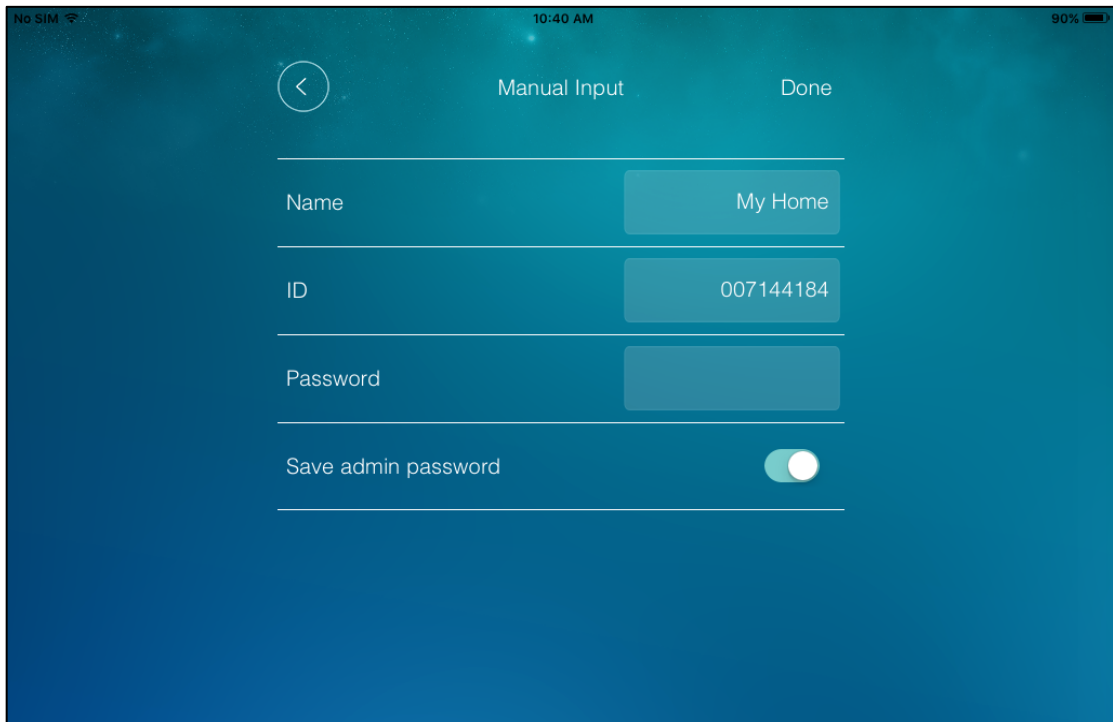 No SIM 10:40 AM 90%
Manual Input Done
Name My Home
ID 007144184
Password
Save admin password